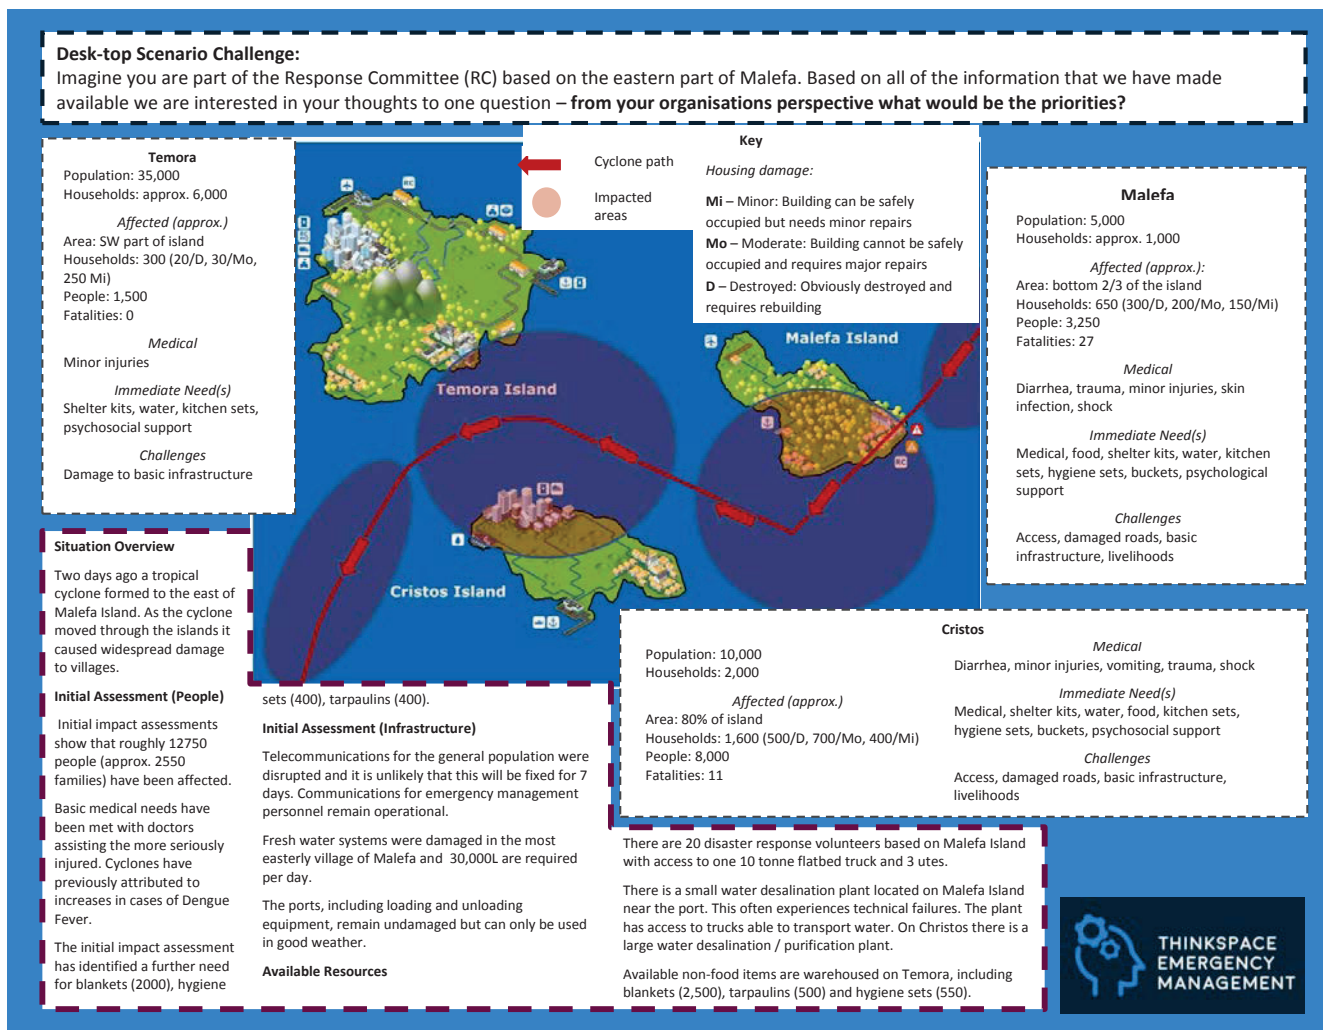 Desk-top Scenario Challenge:
Imagine you are part of the Response Committee (RC) based on the eastern part of Malefa. Based on all of the information that we have made
available we are interested in your thoughts to one question – from your organisations perspective what would be the priorities?
Temora
Population: 35,000
Households: approx. 6,000
Affected (approx.)
Area: SW part of island
Households: 300 (20/D, 30/Mo,
250 Mi)
People: 1,500
Fatalities: 0
Medical
Minor injuries
Immediate Need(s)
Shelter kits, water, kitchen sets,
psychosocial support
Challenges
Damage to basic infrastructure
Key
Cyclone path
Impacted
areas
Housing damage:
Mi – Minor: Building can be safely
occupied but needs minor repairs
Mo – Moderate: Building cannot be safely
occupied and requires major repairs
D – Destroyed: Obviously destroyed and
requires rebuilding
RC
Temora Island
Malefa Island
RC
Cristos Island
Malefa
Population: 5,000
Households: approx. 1,000
Affected (approx.):
Area: bottom 2/3 of the island
Households: 650 (300/D, 200/Mo, 150/Mi)
People: 3,250
Fatalities: 27
Medical
Diarrhea, trauma, minor injuries, skin
infection, shock
Immediate Need(s)
Medical, food, shelter kits, water, kitchen
sets, hygiene sets, buckets, psychological
support
Challenges
Access, damaged roads, basic
infrastructure, livelihoods
Cristos
Population: 10,000
Households: 2,000
Affected (approx.)
Area: 80% of island
Households: 1,600 (500/D, 700/Mo, 400/Mi)
People: 8,000
Fatalities: 11
Medical
Diarrhea, minor injuries, vomiting, trauma, shock
Immediate Need(s)
Medical, shelter kits, water, food, kitchen sets,
hygiene sets, buckets, psychosocial support
Challenges
Access, damaged roads, basic infrastructure,
livelihoods
Situation Overview
Two days ago a tropical
cyclone formed to the east of
Malefa Island. As the cyclone
moved through the islands it
caused widespread damage
to villages.
Initial Assessment (People)
Initial impact assessments
show that roughly 12750
people (approx. 2550
families) have been affected.
Basic medical needs have
been met with doctors
assisting the more seriously
injured. Cyclones have
previously attributed to
increases in cases of Dengue
Fever.
The initial impact assessment
has identified a further need
for blankets (2000), hygiene
sets (400), tarpaulins (400).
Initial Assessment (Infrastructure)
Telecommunications for the general population were
disrupted and it is unlikely that this will be fixed for 7
days. Communications for emergency management
personnel remain operational.
Fresh water systems were damaged in the most
easterly village of Malefa and 30,000L are required
per day.
The ports, including loading and unloading
equipment, remain undamaged but can only be used
in good weather.
Available Resources
There are 20 disaster response volunteers based on Malefa Island
with access to one 10 tonne flatbed truck and 3 utes.
There is a small water desalination plant located on Malefa Island
near the port. This often experiences technical failures. The plant
has access to trucks able to transport water. On Christos there is a
large water desalination / purification plant.
Available non-food items are warehoused on Temora, including
blankets (2,500), tarpaulins (500) and hygiene sets (550).
THINKSPACE
EMERGENCY
MANAGEMENT